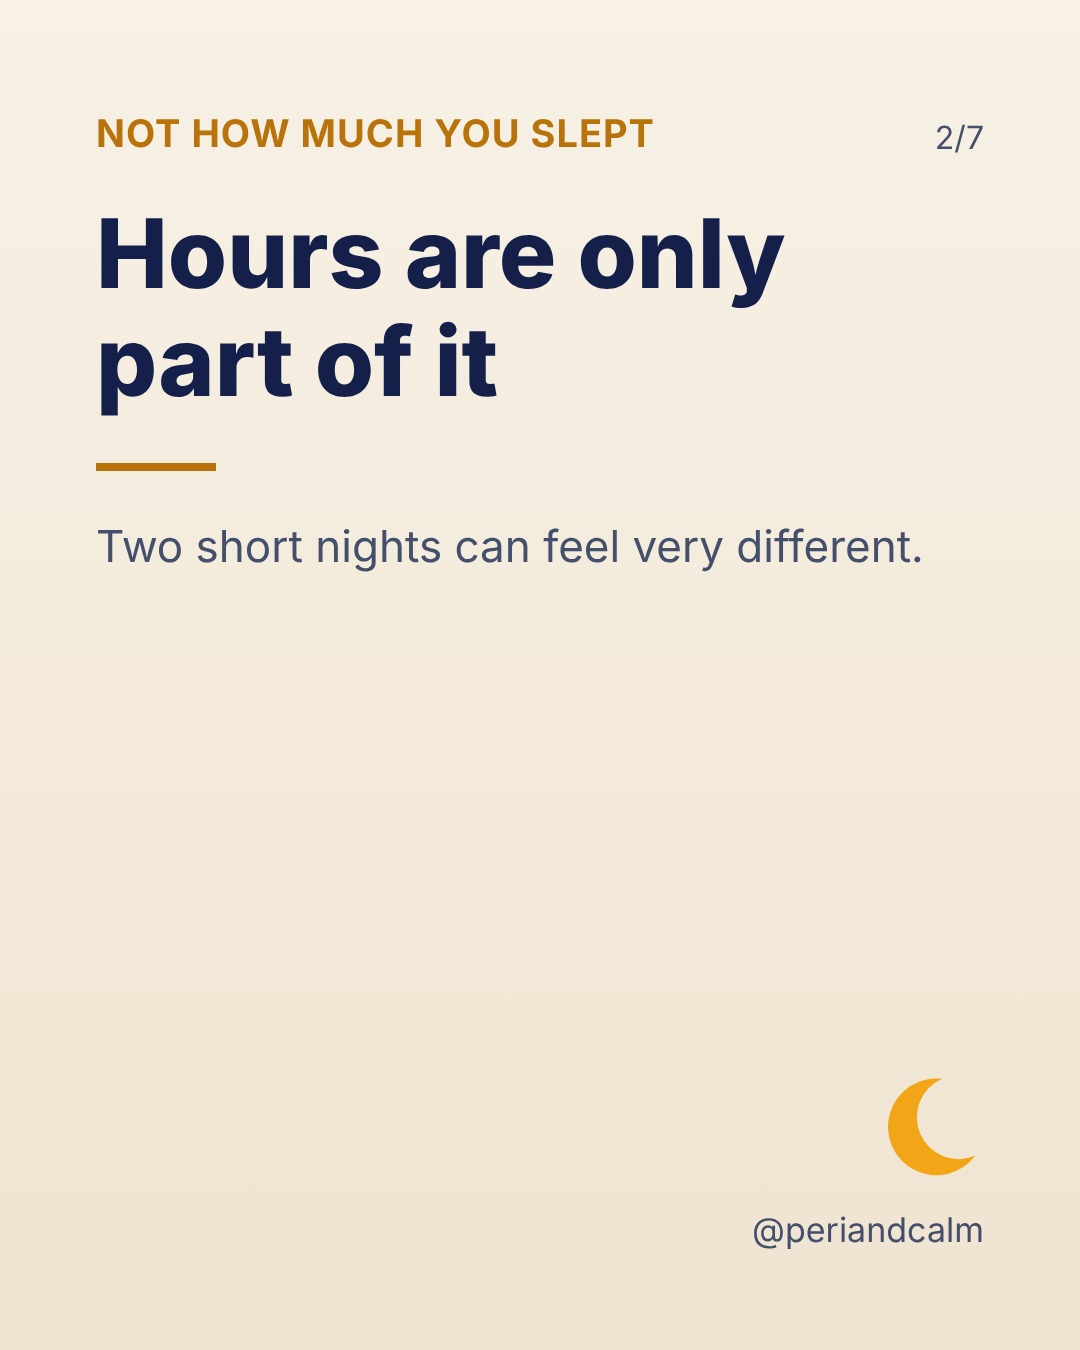 NOT HOW MUCH YOU SLEPT
2/7
Hours are only
part of it
Two short nights can feel very different.
@periandcalm